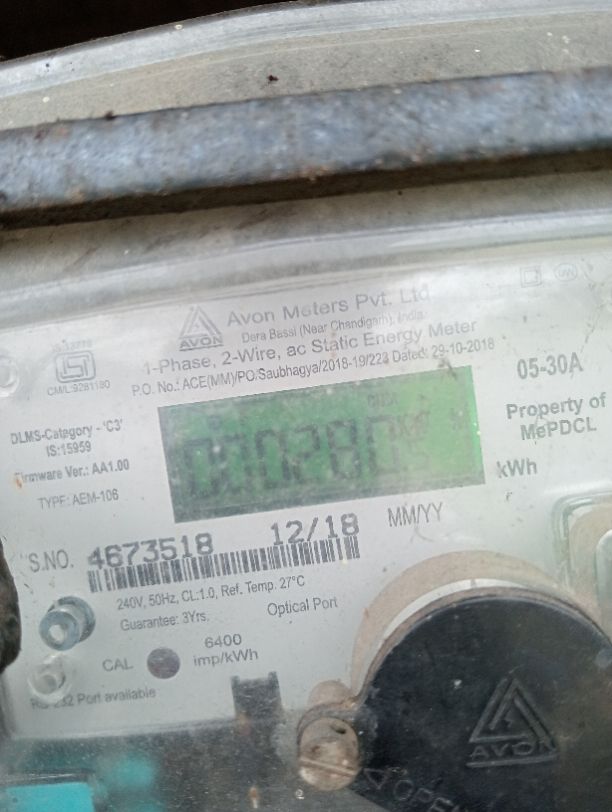 Avon Meters Pvt. Ltd
AVON
Dera Bassi (Near Chandigarh), India
1-Phase, 2-Wire, ac Static Energy Meter
P.O. No.: ACE(MM)/PO/Saubhagya/2018-19/223 Dated: 29-10-2018
CM/L:9281180
05-30A
Property of
MePDCL
DLMS-Category - 'C3'
IS:15959
Firmware Ver.: AA1.00
TYPE: AEM-106
kWh
S.NO. 4673518 12/18 MM/YY
240V, 50Hz, CL:1.0, Ref. Temp. 27°C
Guarantee: 3Yrs.
Optical Port
CAL
6400
imp/kWh
Port available
AVON